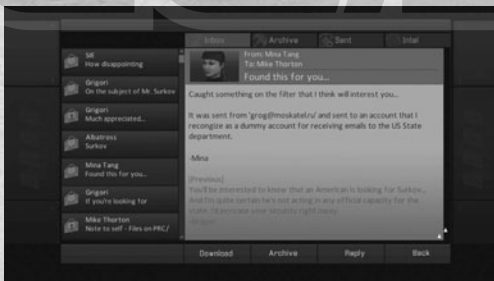 Inbox
Archive
Sent
Intel
SIE
How disappointing
Grigori
On the subject of Mr. Surkov
Grigori
Much appreciated...
Albatross
Surkov
Mina Tang
Found this for you...
Grigori
If you're looking for
Mike Thorton
Note to self - Files on PRC/
From: Mina Tang
To: Mike Thorton
Found this for you...
Caught something on the filter that I think will interest you...
It was sent from 'grog@moskatel.ru' and sent to an account that I
recongize as a dummy account for receiving emails to the US State
department.
-Mina
[Previous]
You'll be interested to know that an American is looking for Surkov...
And I'm quite certain he's not acting in any official capacity for the
state. I'd increase your security right away.
Download
Archive
Reply
Back